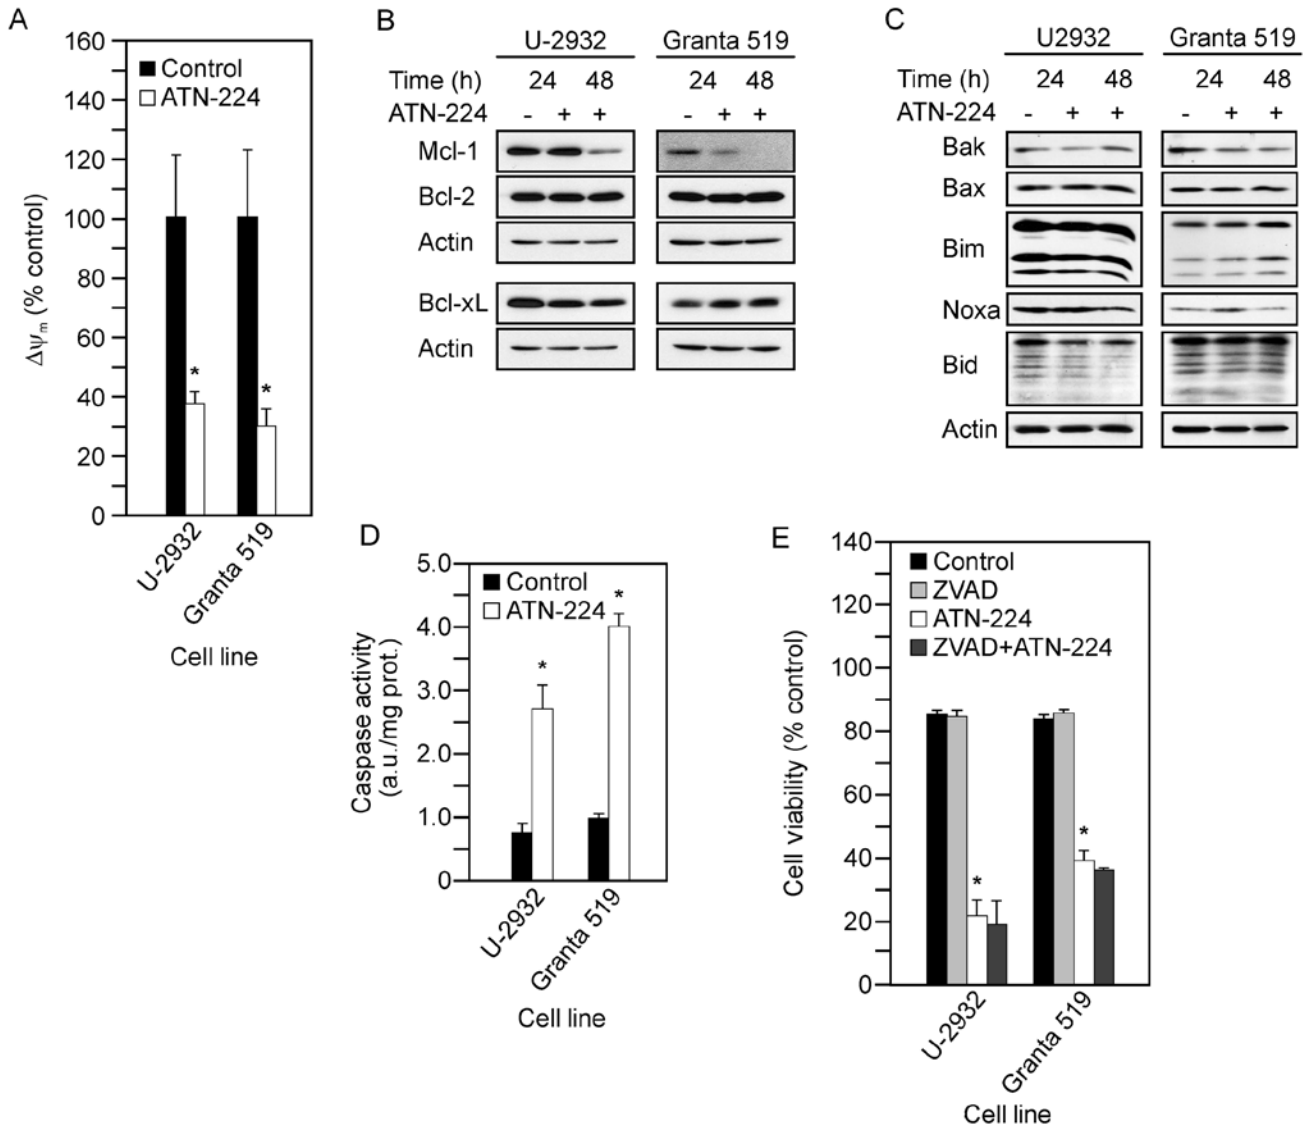 A
160
140
120
100
80
60
40
20
0
Δψm (% control)
Control
ATN-224
*
*
U-2932
Granta 519
Cell line
B
U-2932 Granta 519
Time (h) 24 48 24 48
ATN-224 - + + - + +
Mcl-1
Bcl-2
Actin
Bcl-xL
Actin
C
U2932 Granta 519
Time (h) 24 48 24 48
ATN-224 - + + - + +
Bak
Bax
Bim
Noxa
Bid
Actin
D
5.0
4.0
3.0
2.0
1.0
0
Caspase activity
(a.u./mg prot.)
Control
ATN-224
*
*
U-2932
Granta 519
Cell line
E
140
120
100
80
60
40
20
0
Cell viability (% control)
Control
ZVAD
ATN-224
ZVAD+ATN-224
*
*
U-2932
Granta 519
Cell line